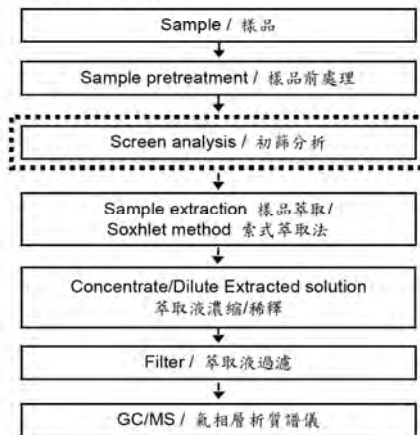 Sample / 樣品
Sample pretreatment / 樣品前處理
Screen analysis / 初篩分析
Sample extraction 樣品萃取/
Soxhlet method 索式萃取法
Concentrate/Dilute Extracted solution
萃取液濃縮/稀釋
Filter / 萃取液過濾
GC/MS / 氣相層析質譜儀